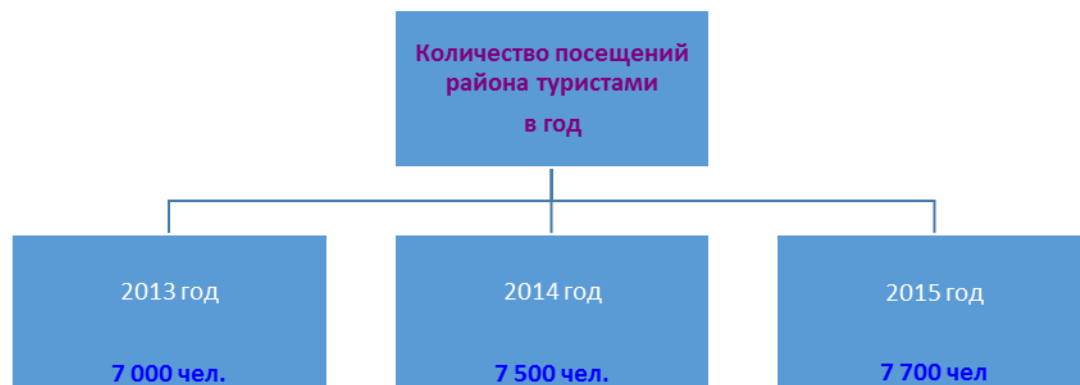 Количество посещений
района туристами
в год
2013 год
7 000 чел.
2014 год
7 500 чел.
2015 год
7 700 чел